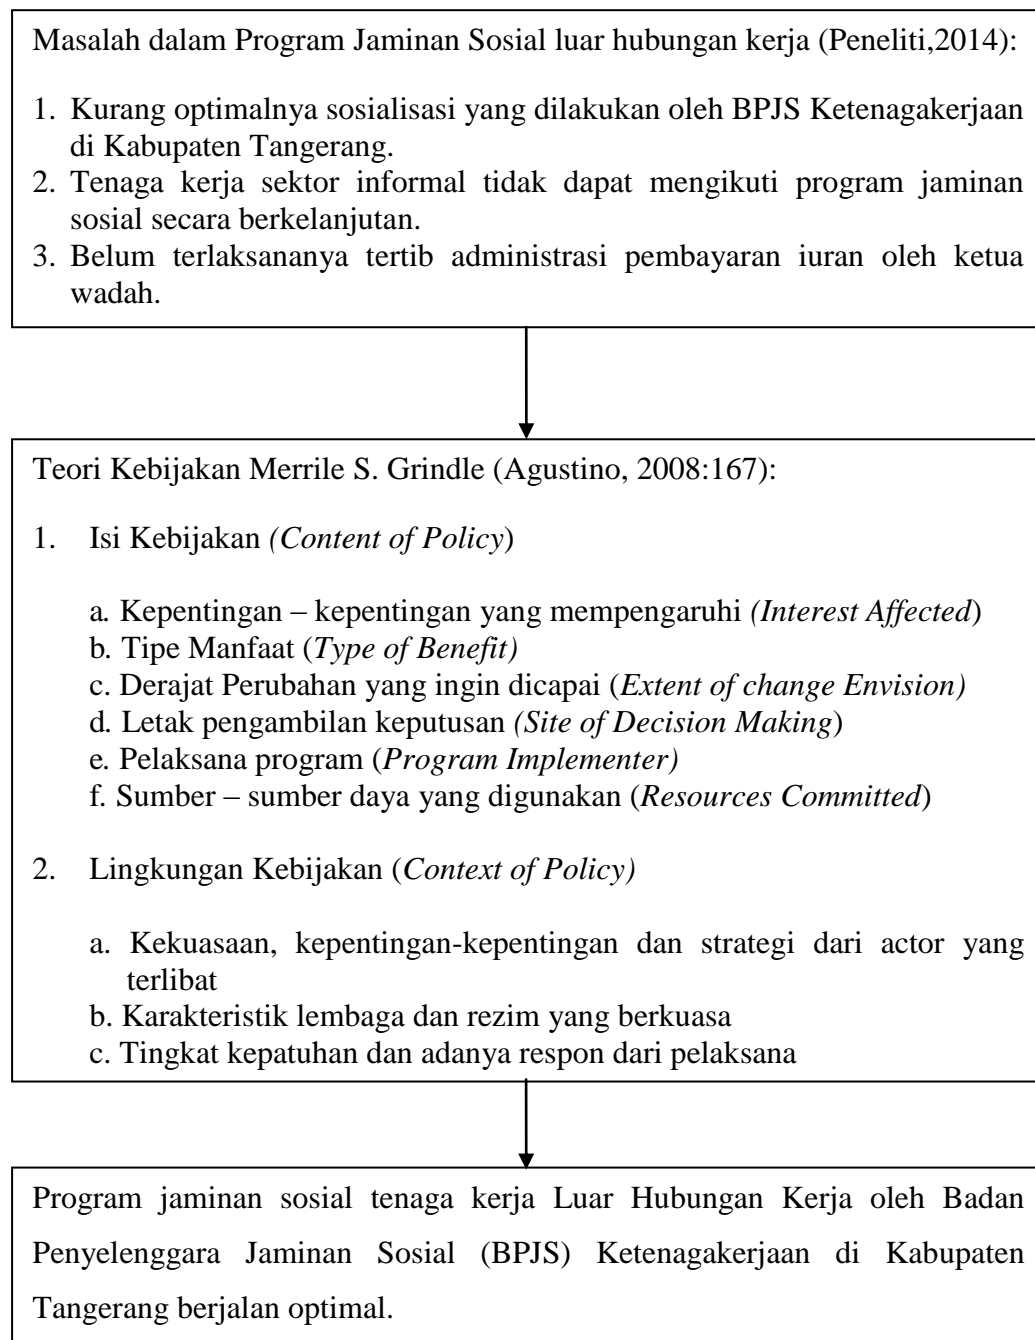 Masalah dalam Program Jaminan Sosial luar hubungan kerja (Peneliti,2014):
1. Kurang optimalnya sosialisasi yang dilakukan oleh BPJS Ketenagakerjaan
di Kabupaten Tangerang.
2. Tenaga kerja sektor informal tidak dapat mengikuti program jaminan
sosial secara berkelanjutan.
3. Belum terlaksananya tertib administrasi pembayaran iuran oleh ketua
wadah.
Teori Kebijakan Merrile S. Grindle (Agustino, 2008:167):
1. Isi Kebijakan (Content of Policy)
a. Kepentingan – kepentingan yang mempengaruhi (Interest Affected)
b. Tipe Manfaat (Type of Benefit)
c. Derajat Perubahan yang ingin dicapai (Extent of change Envision)
d. Letak pengambilan keputusan (Site of Decision Making)
e. Pelaksana program (Program Implementer)
f. Sumber – sumber daya yang digunakan (Resources Committed)
2. Lingkungan Kebijakan (Context of Policy)
a. Kekuasaan, kepentingan-kepentingan dan strategi dari actor yang
terlibat
b. Karakteristik lembaga dan rezim yang berkuasa
c. Tingkat kepatuhan dan adanya respon dari pelaksana
Program jaminan sosial tenaga kerja Luar Hubungan Kerja oleh Badan
Penyelenggara Jaminan Sosial (BPJS) Ketenagakerjaan di Kabupaten
Tangerang berjalan optimal.